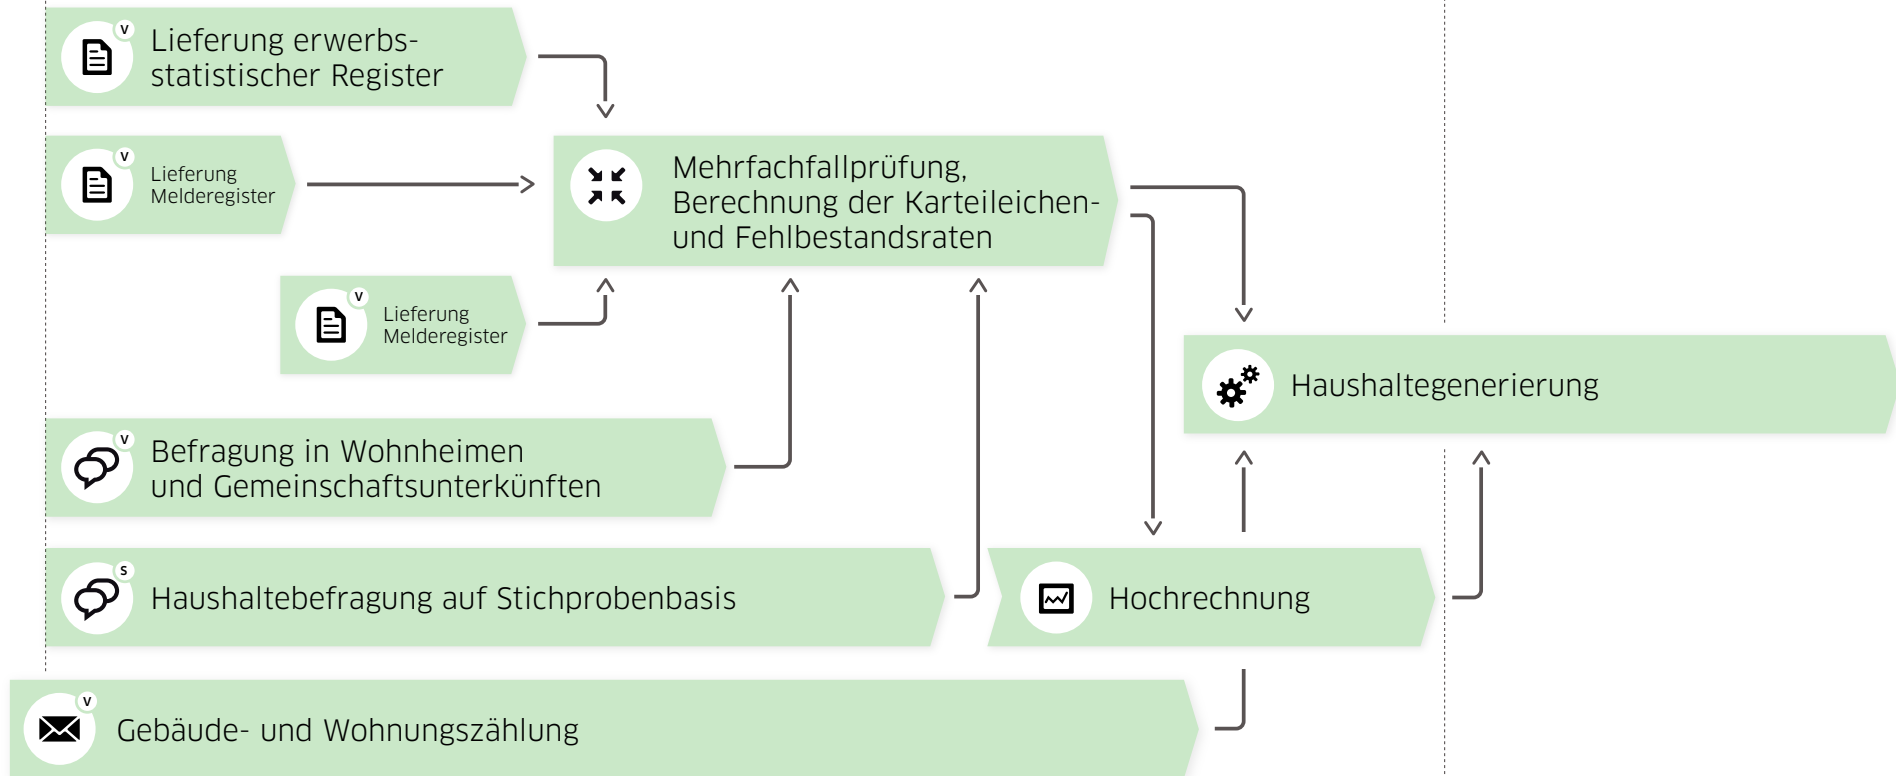 V
Lieferung erwerbs-
statistischer Register
V
Lieferung
Melderegister
Mehrfachfallprüfung,
Berechnung der Karteileichen-
und Fehlbestandsraten
V
Lieferung
Melderegister
Haushaltegenerierung
V
Befragung in Wohnheimen
und Gemeinschaftsunterkünften
S
Haushaltebefragung auf Stichprobenbasis
Hochrechnung
V
Gebäude- und Wohnungszählung